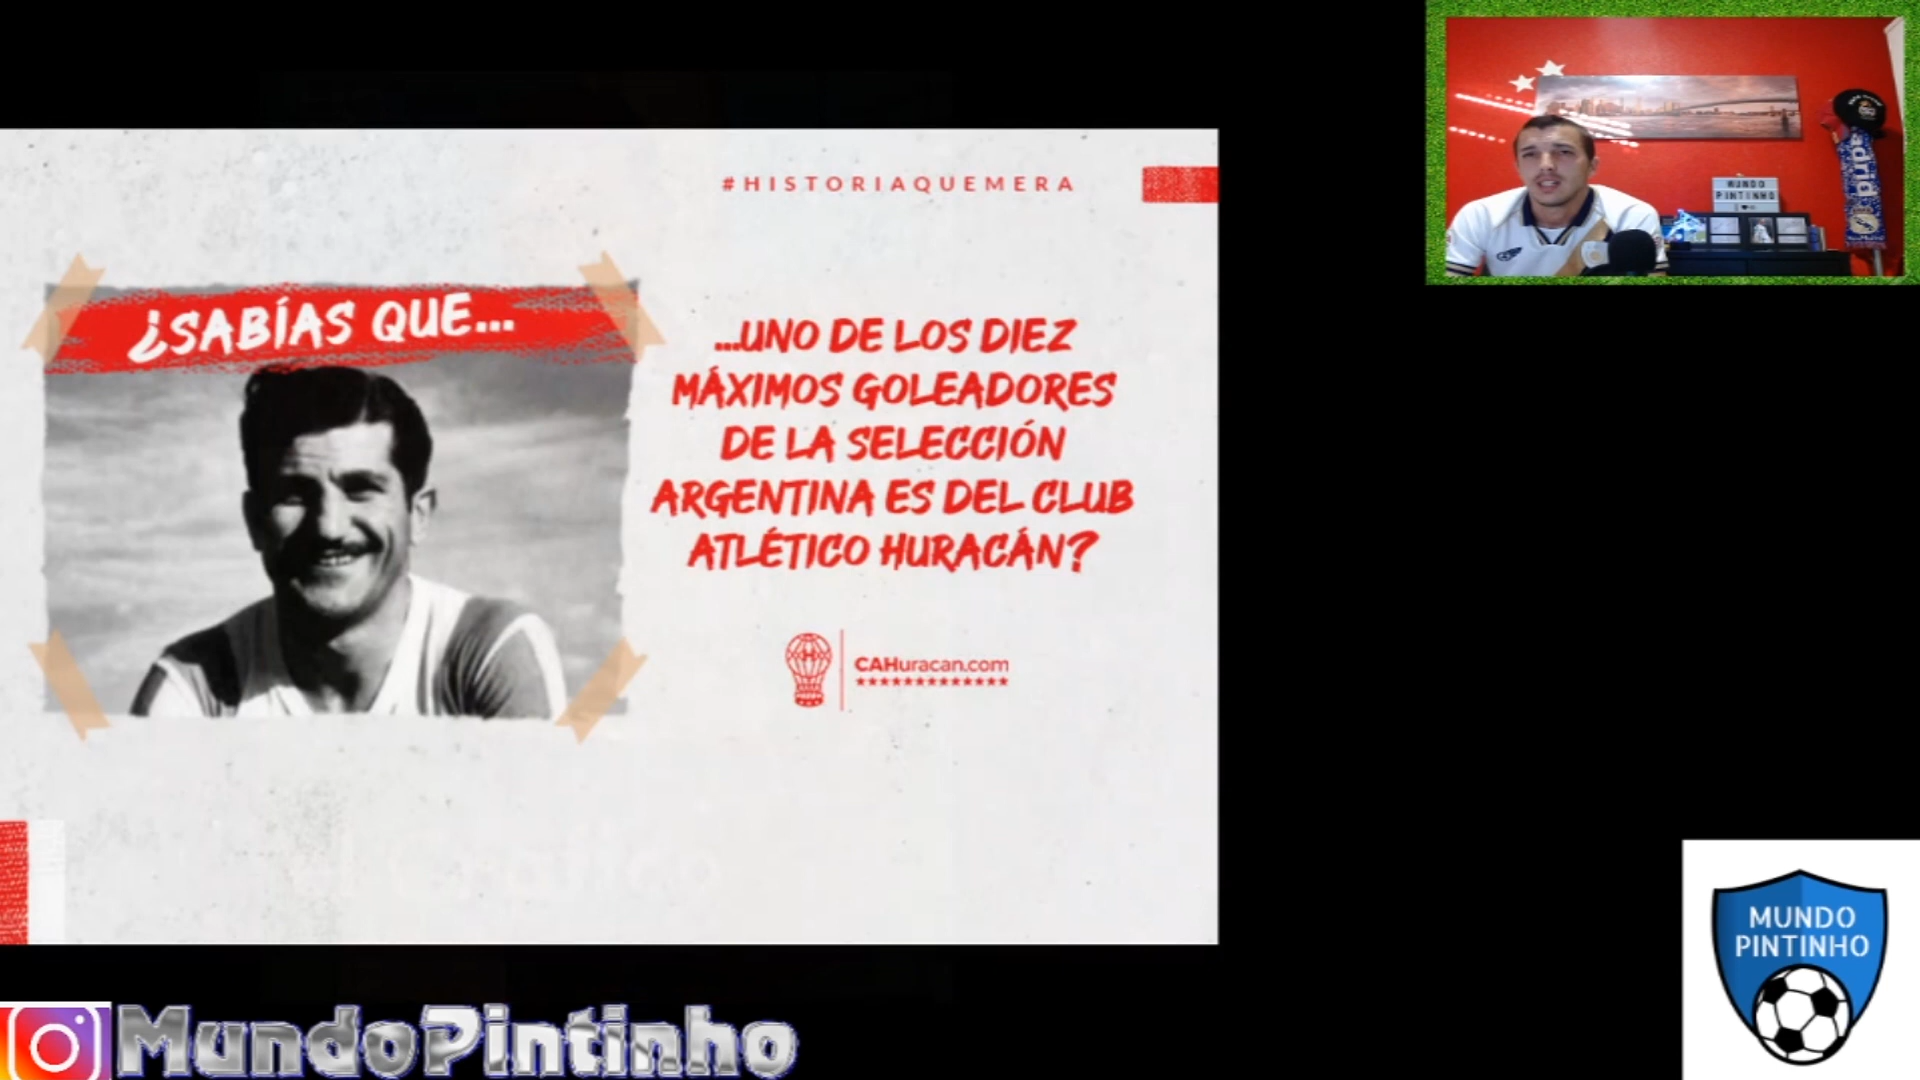 #HISTORIAQUEMERA
¿SABÍAS QUE...
...UNO DE LOS DIEZ
MÁXIMOS GOLEADORES
DE LA SELECCIÓN
ARGENTINA ES DEL CLUB
ATLÉTICO HURACÁN?
CAHuracan.com
MUNDO
PINTINHO
adrid
MundoPintinho
MUNDO
PINTINHO